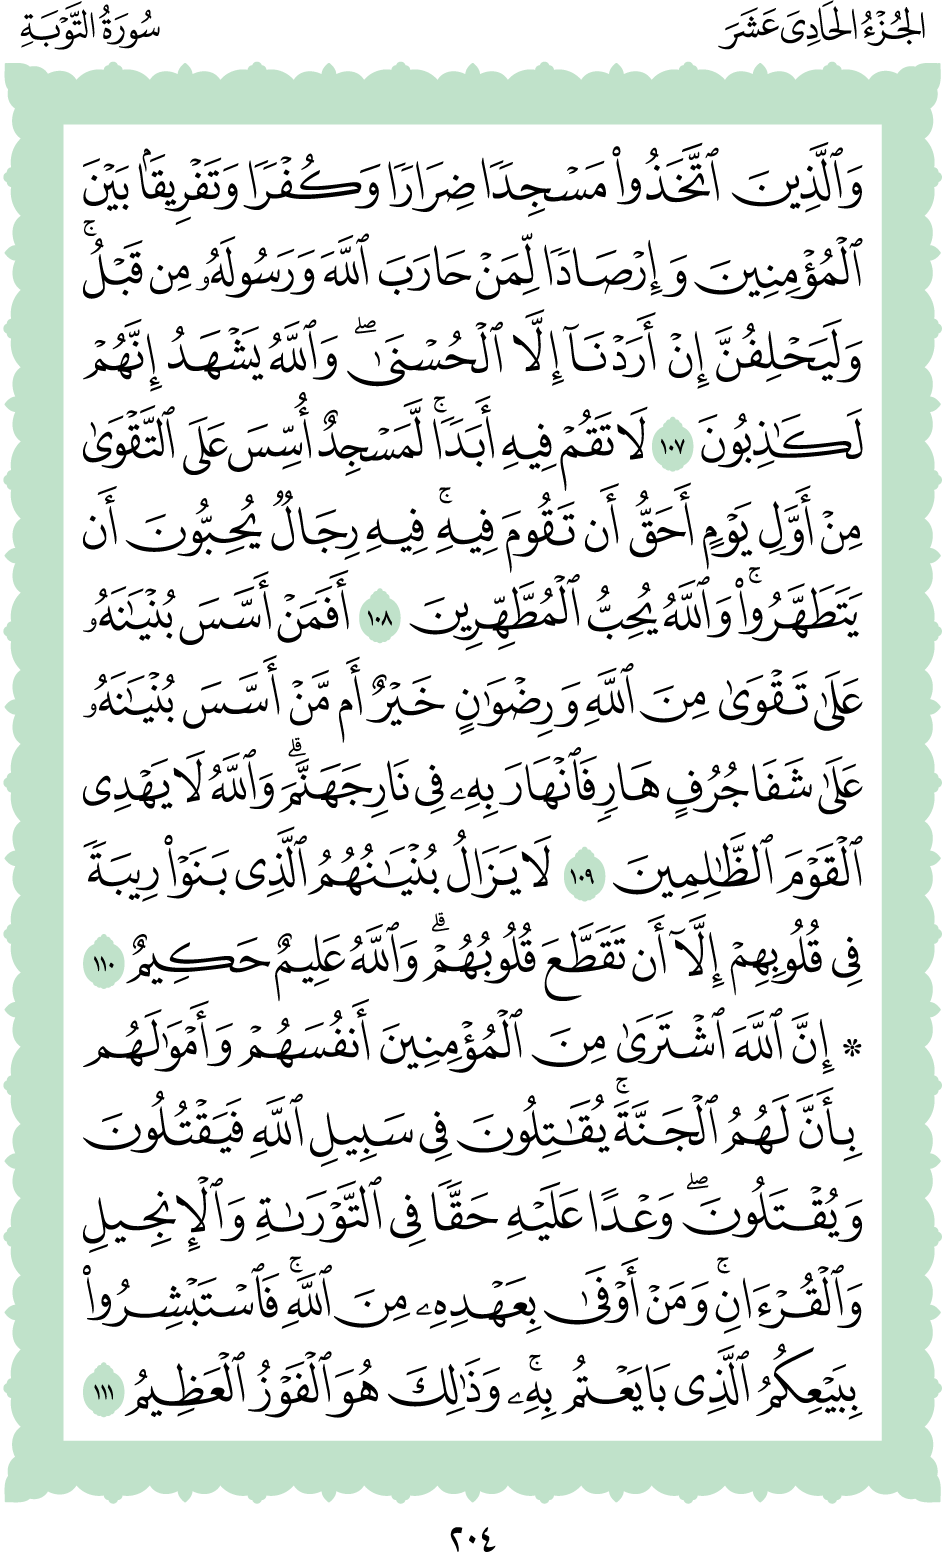 الجُزْءُ الحَادِىَ عَشَرَ
سُورَةُ التَّوْبَةِ
وَٱلَّذِينَ ٱتَّخَذُوا۟ مَسْجِدًا ضِرَارًا وَكُفْرًا وَتَفْرِيقًۢا بَيْنَ
ٱلْمُؤْمِنِينَ وَإِرْصَادًا لِّمَنْ حَارَبَ ٱللَّهَ وَرَسُولَهُۥ مِن قَبْلُ ۚ
وَلَيَحْلِفُنَّ إِنْ أَرَدْنَآ إِلَّا ٱلْحُسْنَىٰ ۖ وَٱللَّهُ يَشْهَدُ إِنَّهُمْ
لَكَـٰذِبُونَ ١٠٧ لَا تَقُمْ فِيهِ أَبَدًا ۚ لَّمَسْجِدٌ أُسِّسَ عَلَى ٱلتَّقْوَىٰ
مِنْ أَوَّلِ يَوْمٍ أَحَقُّ أَن تَقُومَ فِيهِ ۚ فِيهِ رِجَالٌ يُحِبُّونَ أَن
يَتَطَهَّرُوا۟ ۚ وَٱللَّهُ يُحِبُّ ٱلْمُطَّهِّرِينَ ١٠٨ أَفَمَنْ أَسَّسَ بُنْيَـٰنَهُۥ
عَلَىٰ تَقْوَىٰ مِنَ ٱللَّهِ وَرِضْوَٰنٍ خَيْرٌ أَم مَّنْ أَسَّسَ بُنْيَـٰنَهُۥ
عَلَىٰ شَفَا جُرُفٍ هَارٍ فَٱنْهَارَ بِهِۦ فِى نَارِ جَهَنَّمَ ۗ وَٱللَّهُ لَا يَهْدِى
ٱلْقَوْمَ ٱلظَّـٰلِمِينَ ١٠٩ لَا يَزَالُ بُنْيَـٰنُهُمُ ٱلَّذِى بَنَوْا۟ رِيبَةً
فِى قُلُوبِهِمْ إِلَّآ أَن تَقَطَّعَ قُلُوبُهُمْ ۗ وَٱللَّهُ عَلِيمٌ حَكِيمٌ ١١٠
* إِنَّ ٱللَّهَ ٱشْتَرَىٰ مِنَ ٱلْمُؤْمِنِينَ أَنفُسَهُمْ وَأَمْوَٰلَهُم
بِأَنَّ لَهُمُ ٱلْجَنَّةَ ۚ يُقَـٰتِلُونَ فِى سَبِيلِ ٱللَّهِ فَيَقْتُلُونَ
وَيُقْتَلُونَ ۖ وَعْدًا عَلَيْهِ حَقًّا فِى ٱلتَّوْرَىٰةِ وَٱلْإِنجِيلِ
وَٱلْقُرْءَانِ ۚ وَمَنْ أَوْفَىٰ بِعَهْدِهِۦ مِنَ ٱللَّهِ ۚ فَٱسْتَبْشِرُوا۟
بِبَيْعِكُمُ ٱلَّذِى بَايَعْتُم بِهِۦ ۚ وَذَٰلِكَ هُوَ ٱلْفَوْزُ ٱلْعَظِيمُ ١١١
٢٠٤